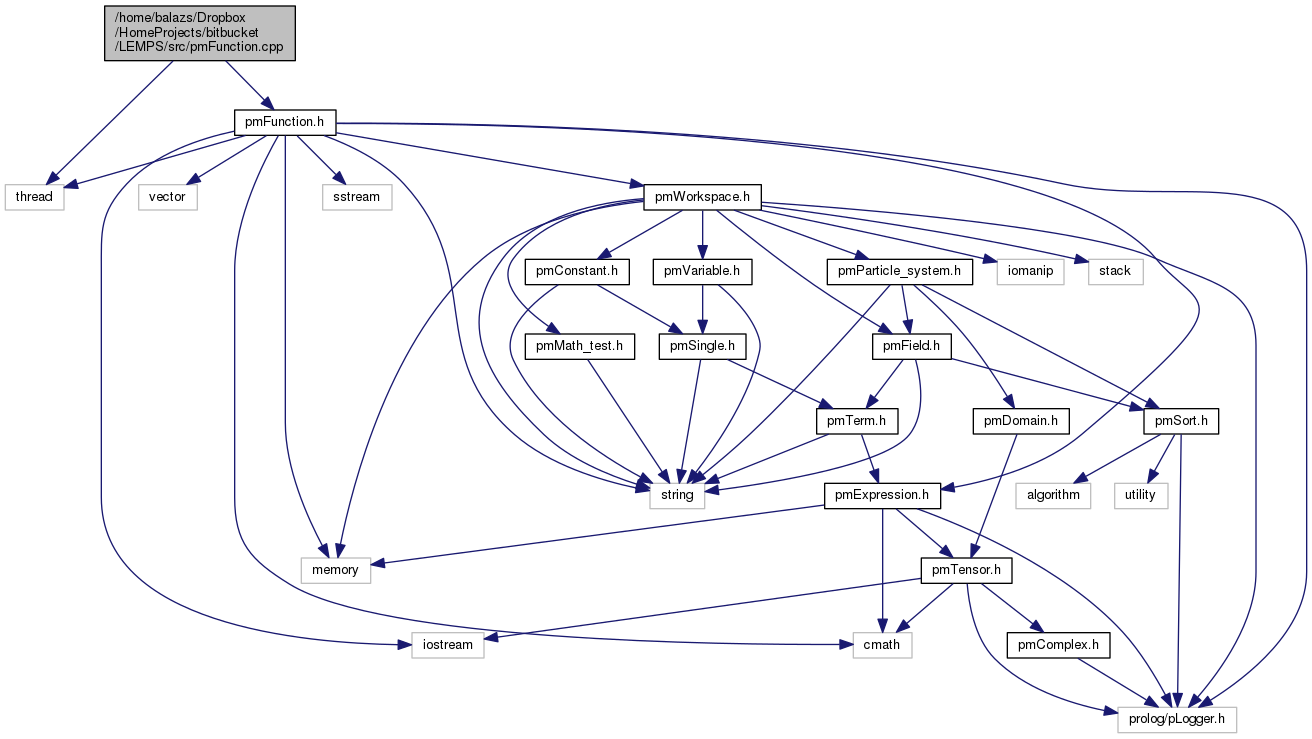 /home/balazs/Dropbox
/HomeProjects/bitbucket
/LEMPS/src/pmFunction.cpp
pmFunction.h
thread
vector
sstream
pmWorkspace.h
pmConstant.h
pmVariable.h
pmParticle_system.h
iomanip
stack
pmMath_test.h
pmSingle.h
pmField.h
pmTerm.h
pmDomain.h
pmSort.h
string
pmExpression.h
algorithm
utility
memory
pmTensor.h
iostream
cmath
pmComplex.h
prolog/pLogger.h